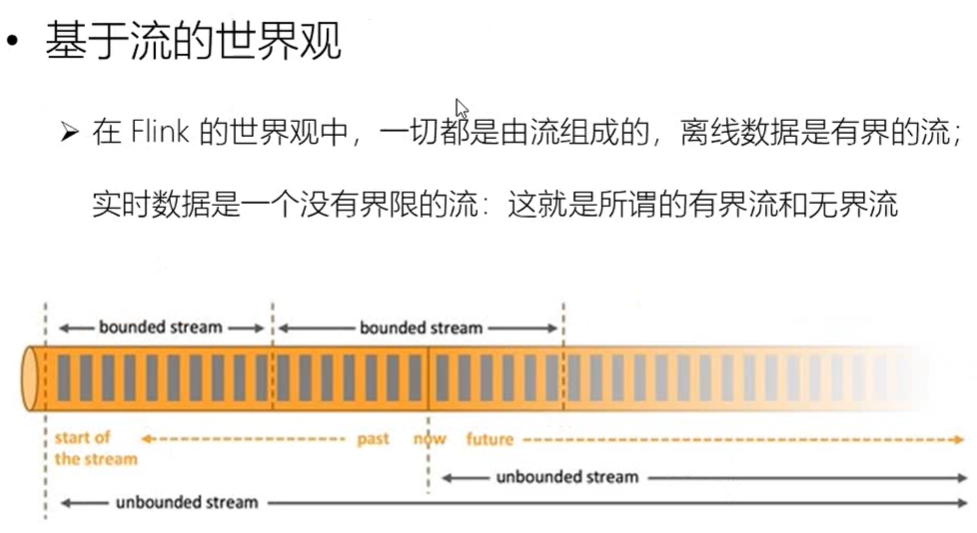 • 基于流的世界观
➢ 在 Flink 的世界观中，一切都是由流组成的，离线数据是有界的流；
实时数据是一个没有界限的流：这就是所谓的有界流和无界流
bounded stream
bounded stream
start of the stream
past
now
future
unbounded stream
unbounded stream